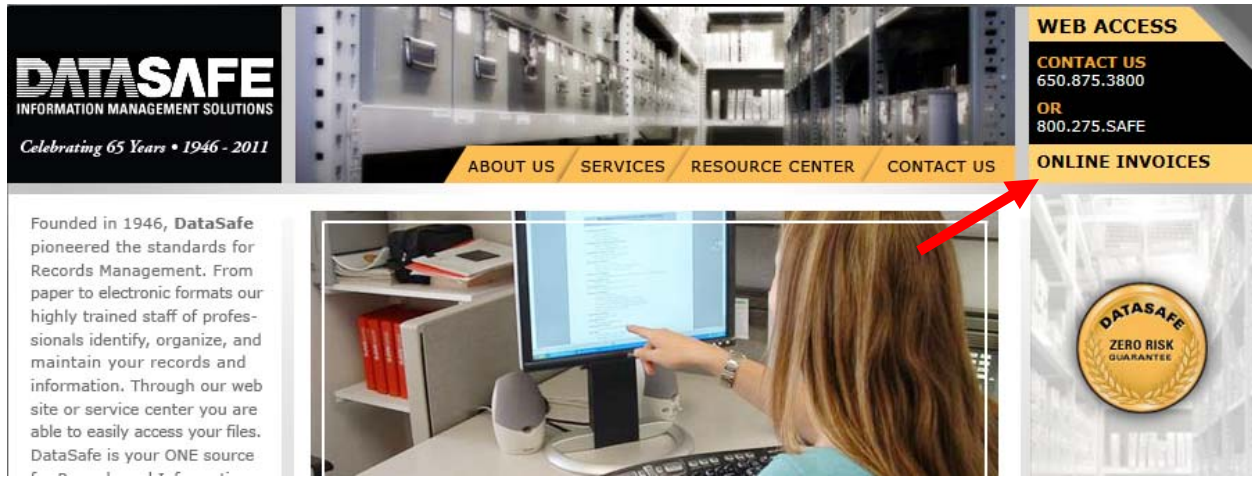 DATASAFE
INFORMATION MANAGEMENT SOLUTIONS
Celebrating 65 Years • 1946 - 2011
ABOUT US
SERVICES
RESOURCE CENTER
CONTACT US
WEB ACCESS
CONTACT US
650.875.3800
OR
800.275.SAFE
ONLINE INVOICES
Founded in 1946, DataSafe
pioneered the standards for
Records Management. From
paper to electronic formats our
highly trained staff of profes-
sionals identify, organize, and
maintain your records and
information. Through our web
site or service center you are
able to easily access your files.
DataSafe is your ONE source
DATASAFE
ZERO RISK
GUARANTEE